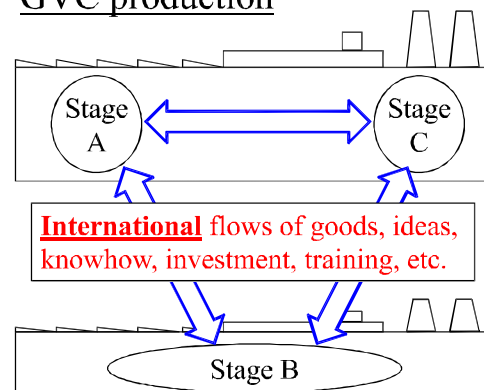 GVC production
Stage
A
Stage
C
International flows of goods, ideas,
knowhow, investment, training, etc.
Stage B